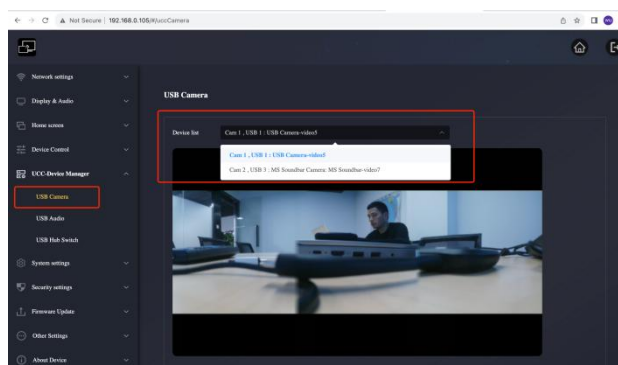 Not Secure | 192.168.0.105/#/uccCamera
Network settings
Display & Audio
Home screen
Device Control
UCC-Device Manager
USB Camera
USB Audio
USB Hub Switch
System settings
Security settings
Firmware Update
Other Settings
About Device
USB Camera
Device list
Cam 1 , USB 1 : USB Camera-video5
Cam 1 , USB 1 : USB Camera-video5
Cam 2 , USB 3 : MS Soundbar Camera: MS Soundbar-video7